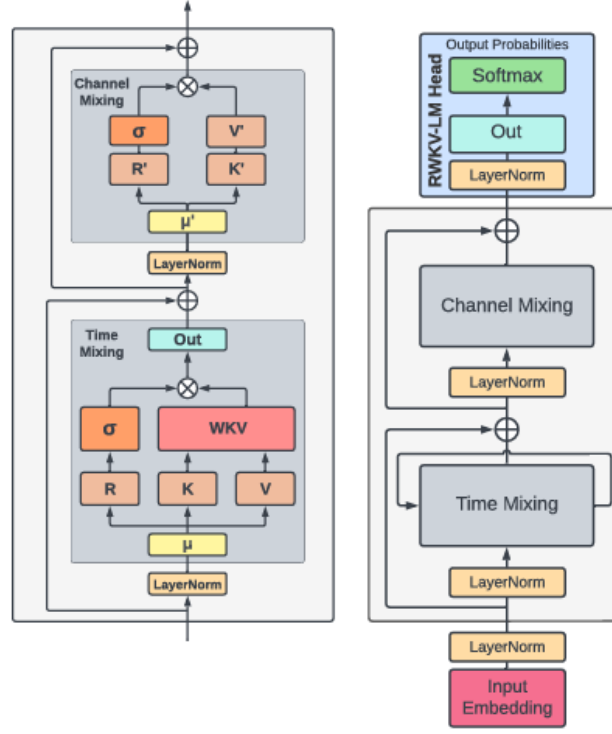 Channel
Mixing
σ
V'
R'
K'
μ'
LayerNorm
Time
Mixing
Out
σ
WKV
R
K
V
μ
LayerNorm
RWKV-LM Head
Output Probabilities
Softmax
Out
LayerNorm
Channel Mixing
LayerNorm
Time Mixing
LayerNorm
LayerNorm
Input
Embedding